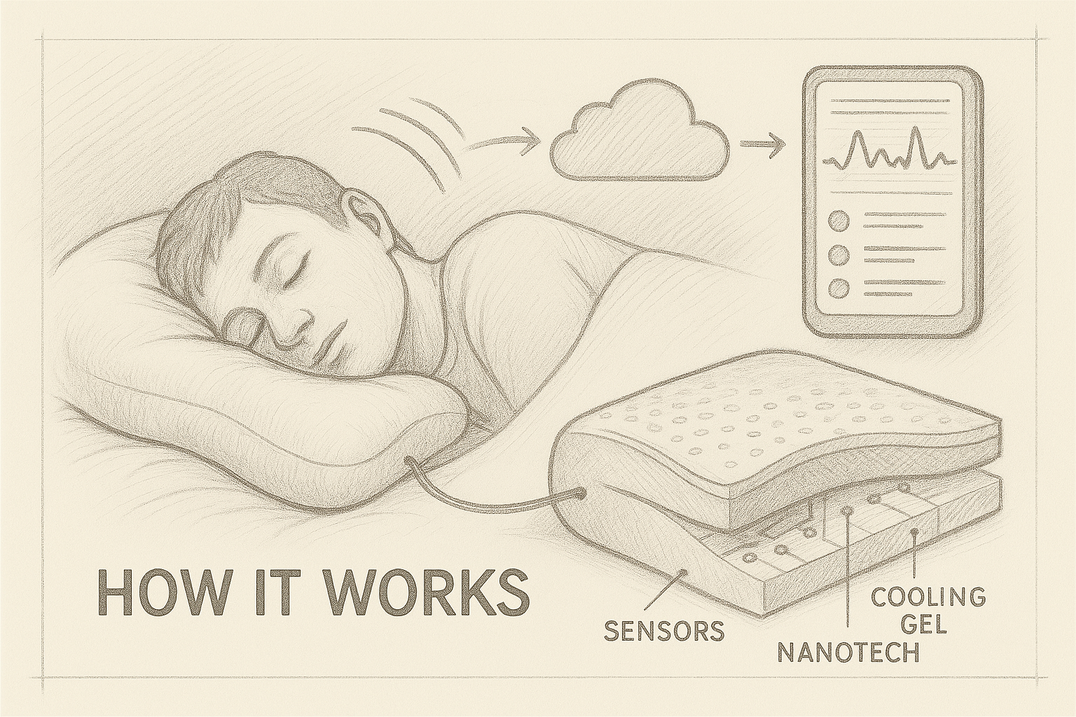 HOW IT WORKS
SENSORS
NANOTECH
COOLING
GEL